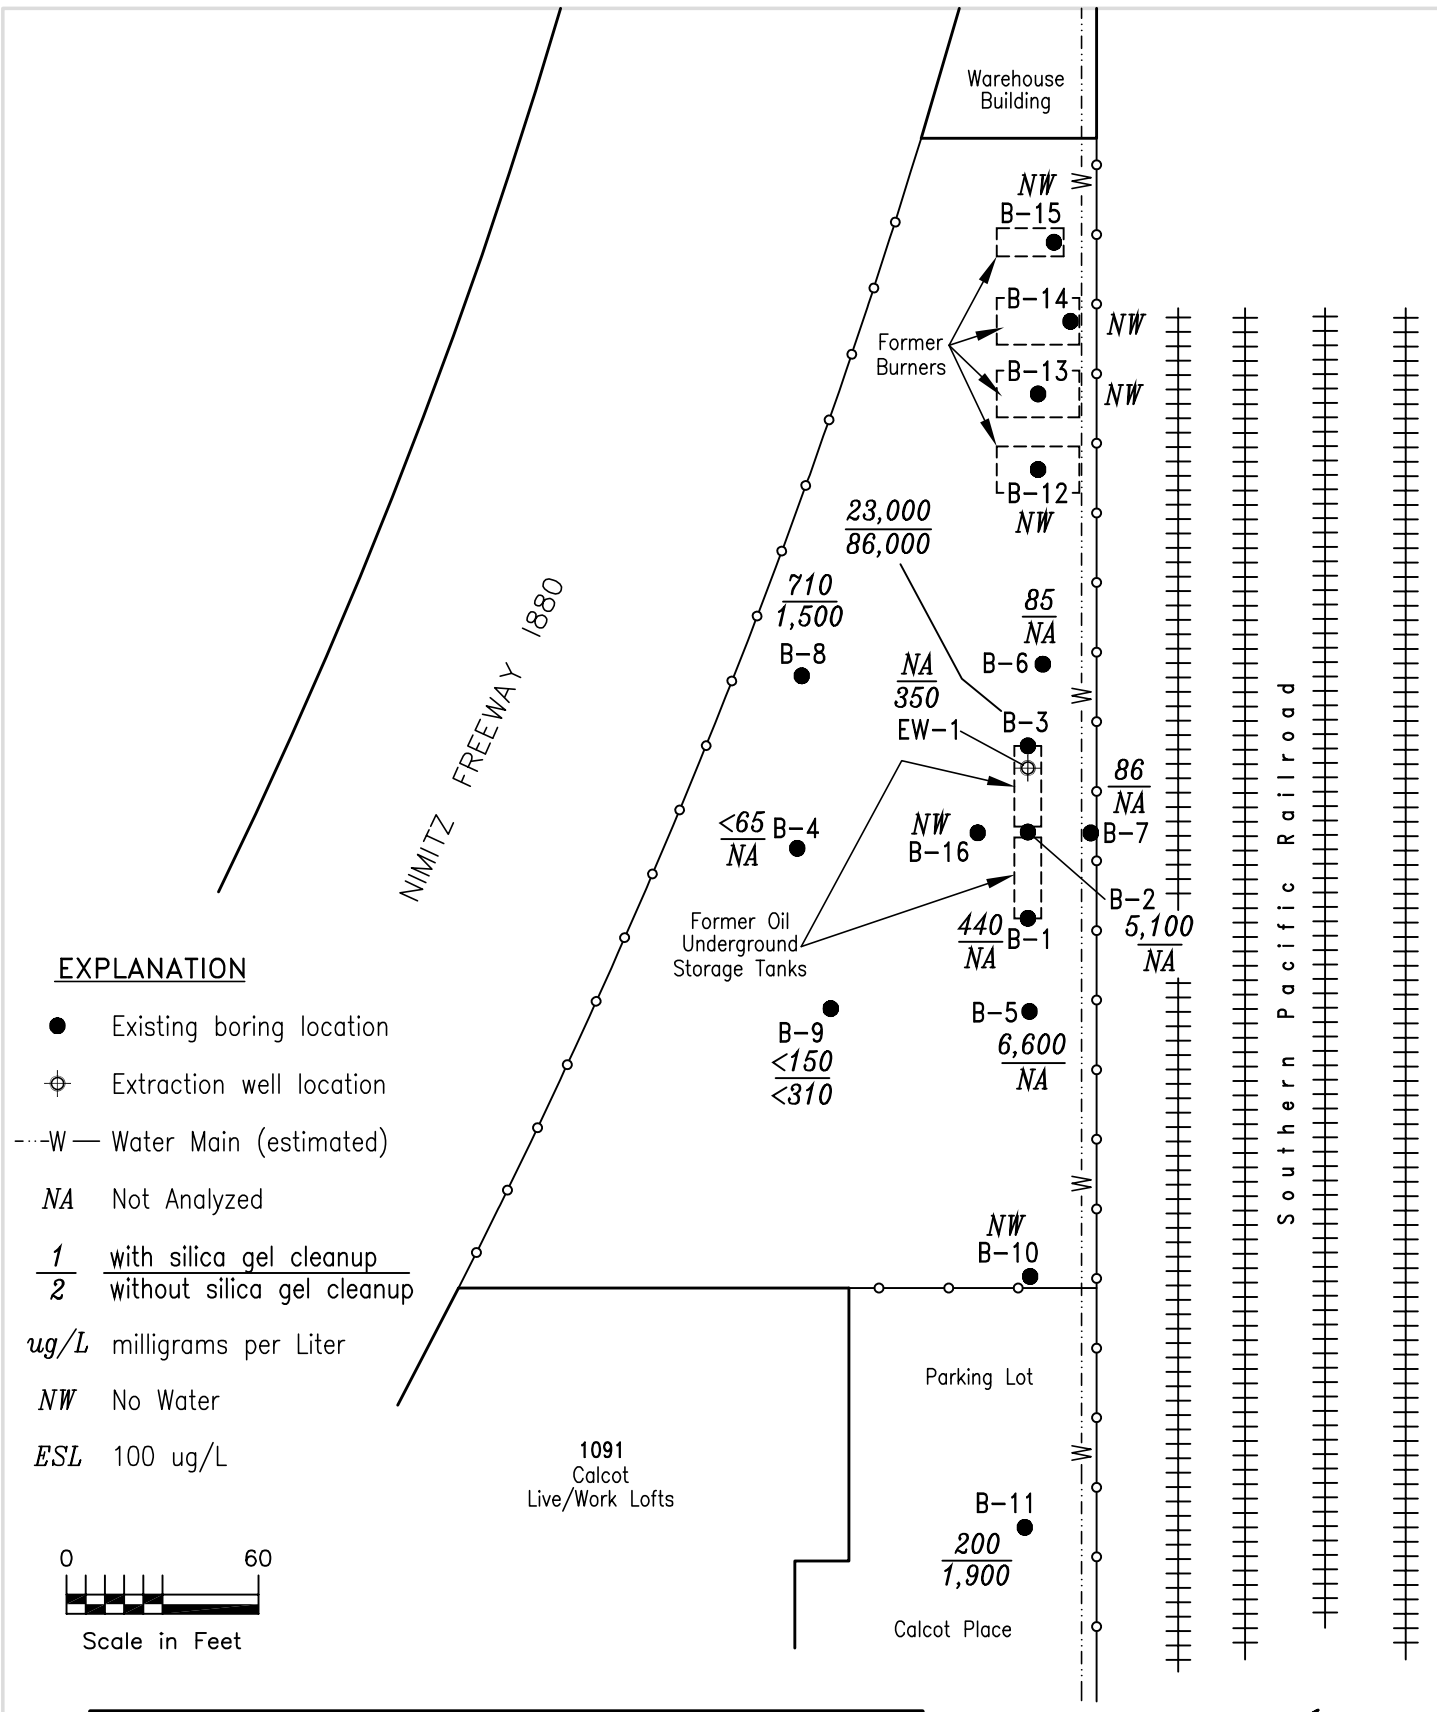 Warehouse
Building
W
NW
B-15
B-14
NW
Former
Burners
B-13
NW
B-12
NW
23,000
86,000
710
1,500
B-8
85
NA
B-6
NA
350
W
B-3
EW-1
86
NA
<65
NA
B-4
NW
B-16
B-7
B-2
5,100
NA
Former Oil
Underground
Storage Tanks
440
NA
B-1
B-5
6,600
NA
B-9
<150
<310
NIMITZ FREEWAY I880
Southern Pacific Railroad
W
NW
B-10
Parking Lot
W
1091
Calcot
Live/Work Lofts
B-11
200
1,900
Calcot Place
EXPLANATION
Existing boring location
Extraction well location
W Water Main (estimated)
NA Not Analyzed
1 with silica gel cleanup
2 without silica gel cleanup
ug/L milligrams per Liter
NW No Water
ESL 100 ug/L
0 60
Scale in Feet